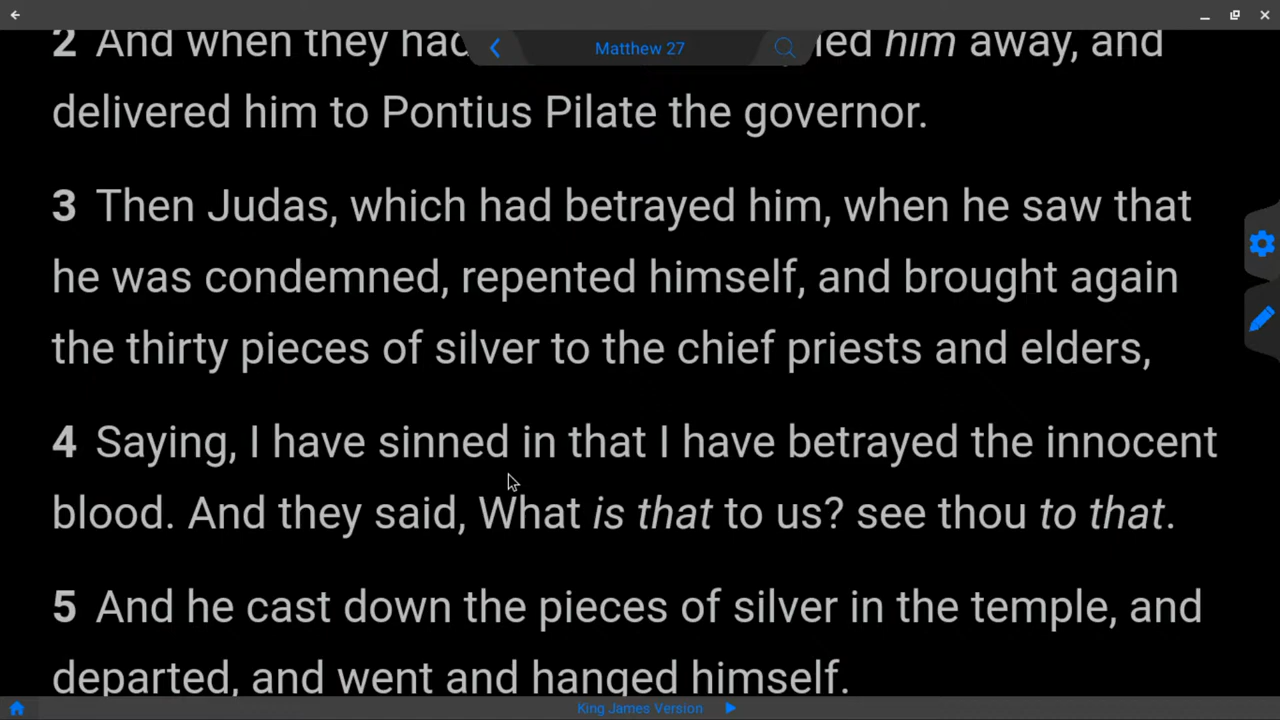 Matthew 27
2 And when they had led him away, and
delivered him to Pontius Pilate the governor.
3 Then Judas, which had betrayed him, when he saw that
he was condemned, repented himself, and brought again
the thirty pieces of silver to the chief priests and elders,
4 Saying, I have sinned in that I have betrayed the innocent
blood. And they said, What is that to us? see thou to that.
5 And he cast down the pieces of silver in the temple, and
departed, and went and hanged himself.
King James Version